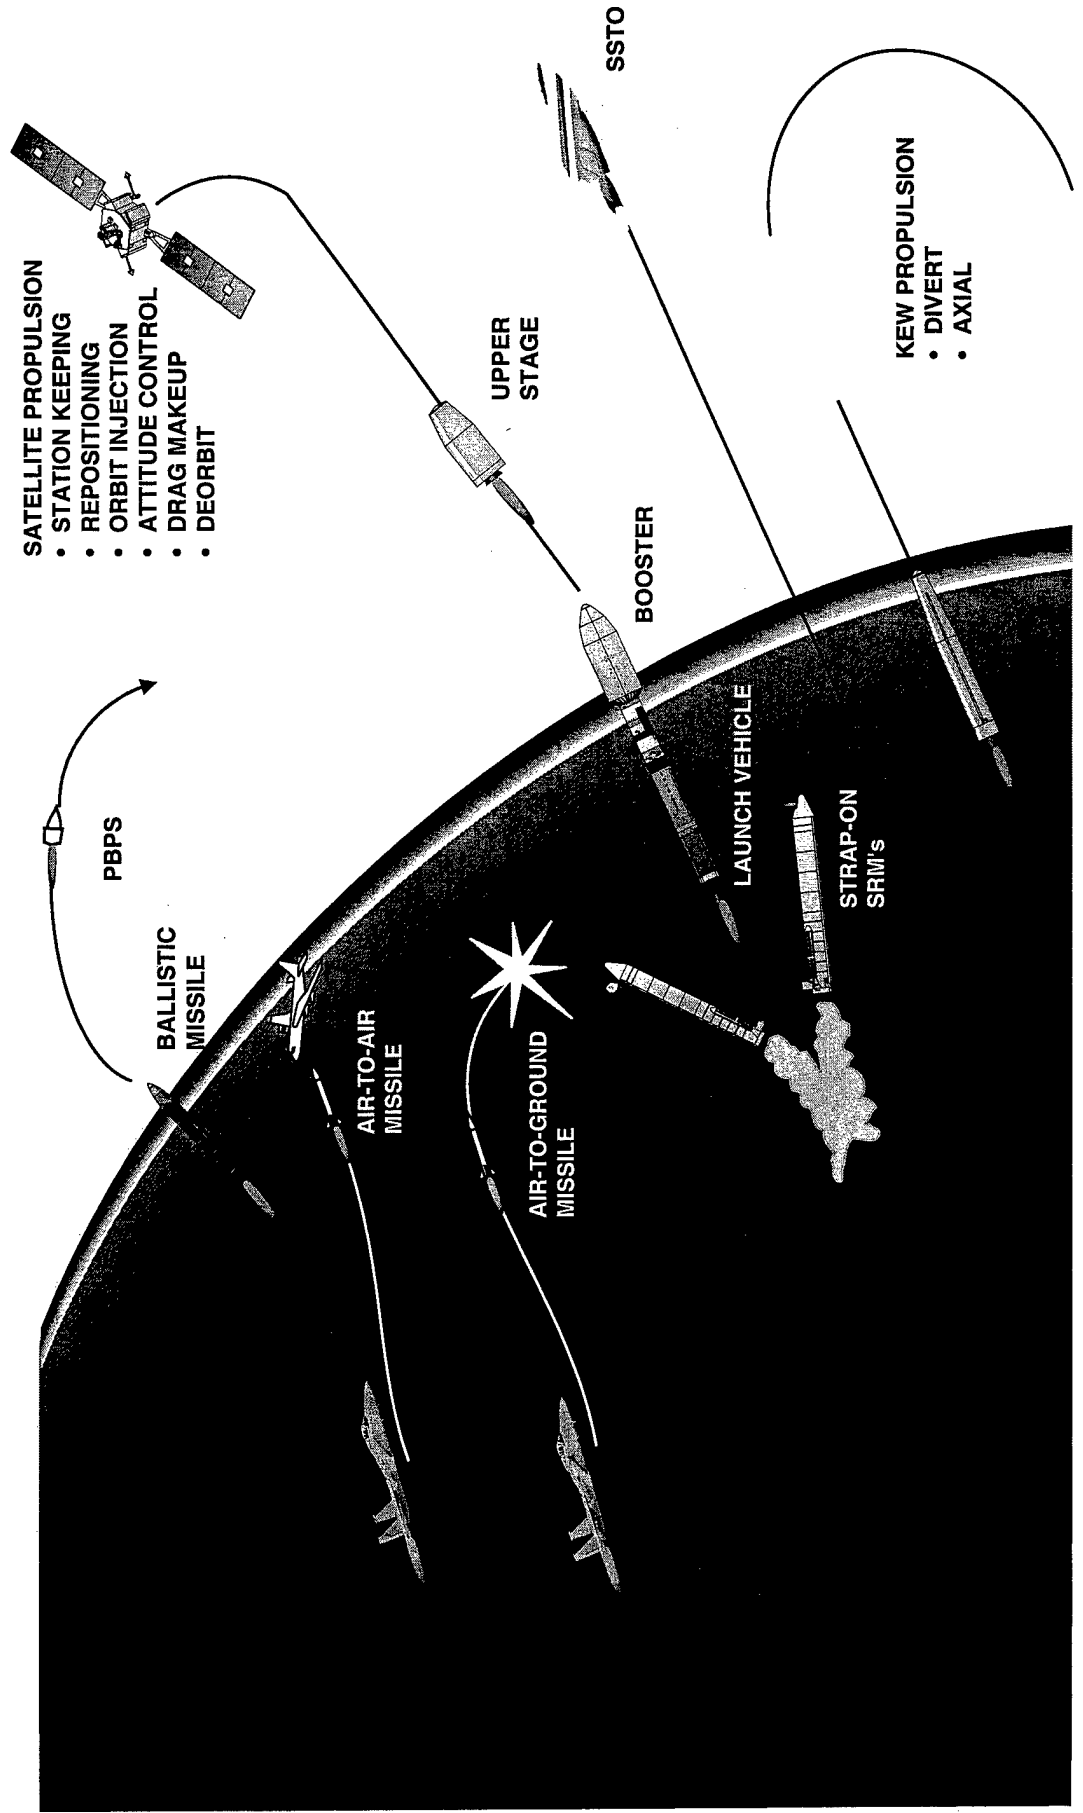 SATELLITE PROPULSION
• STATION KEEPING
• REPOSITIONING
• ORBIT INJECTION
• ATTITUDE CONTROL
• DRAG MAKEUP
• DEORBIT
PBPS
BALLISTIC
MISSILE
AIR-TO-AIR
MISSILE
UPPER
STAGE
AIR-TO-GROUND
MISSILE
SSTO
BOOSTER
LAUNCH VEHICLE
STRAP-ON
SRM's
KEW PROPULSION
• DIVERT
• AXIAL